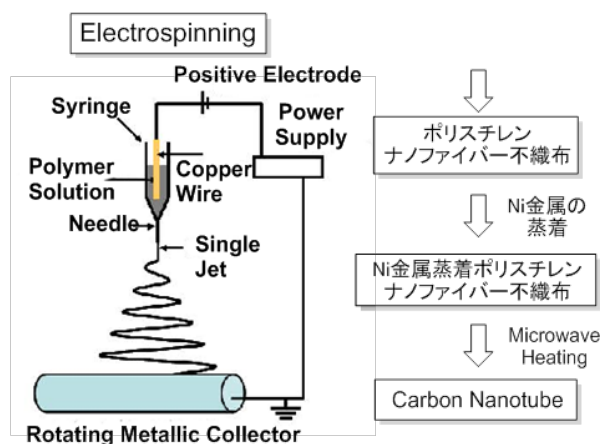 Electrospinning
Positive Electrode
Syringe
Power
Supply
Polymer
Solution
Copper
Wire
Needle
Single
Jet
Rotating Metallic Collector
ポリスチレン
ナノファイバー不織布
Ni金属の
蒸着
Ni金属蒸着ポリスチレン
ナノファイバー不織布
Microwave
Heating
Carbon Nanotube